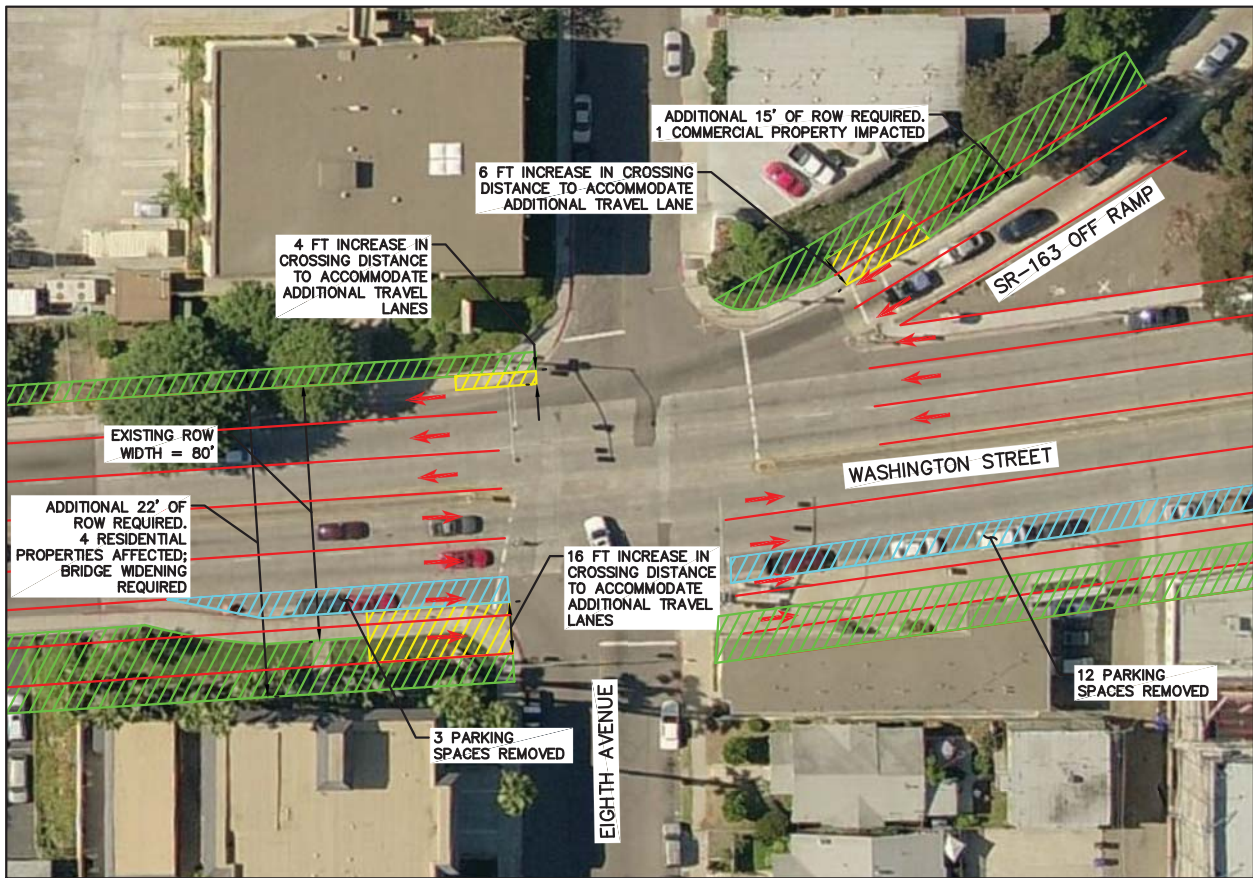 ADDITIONAL 15' OF ROW REQUIRED.
1 COMMERCIAL PROPERTY IMPACTED
6 FT INCREASE IN CROSSING
DISTANCE TO ACCOMMODATE
ADDITIONAL TRAVEL LANE
4 FT INCREASE IN
CROSSING DISTANCE
TO ACCOMMODATE
ADDITIONAL TRAVEL
LANES
SR-163 OFF RAMP
EXISTING ROW
WIDTH = 80'
WASHINGTON STREET
ADDITIONAL 22' OF
ROW REQUIRED.
4 RESIDENTIAL
PROPERTIES AFFECTED;
BRIDGE WIDENING
REQUIRED
16 FT INCREASE IN
CROSSING DISTANCE
TO ACCOMMODATE
ADDITIONAL TRAVEL
LANES
12 PARKING
SPACES REMOVED
3 PARKING
SPACES REMOVED
EIGHTH AVENUE